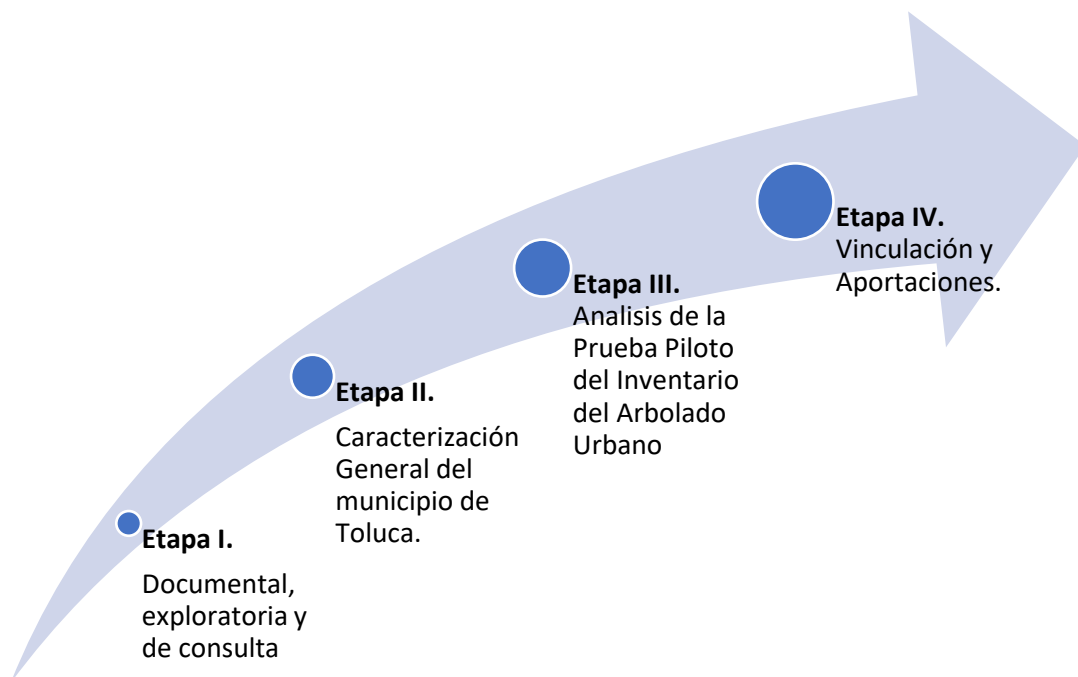 Etapa I.
Documental,
exploratoria y
de consulta
Etapa II.
Caracterización
General del
municipio de
Toluca.
Etapa III.
Analisis de la
Prueba Piloto
del Inventario
del Arbolado
Urbano
Etapa IV.
Vinculación y
Aportaciones.